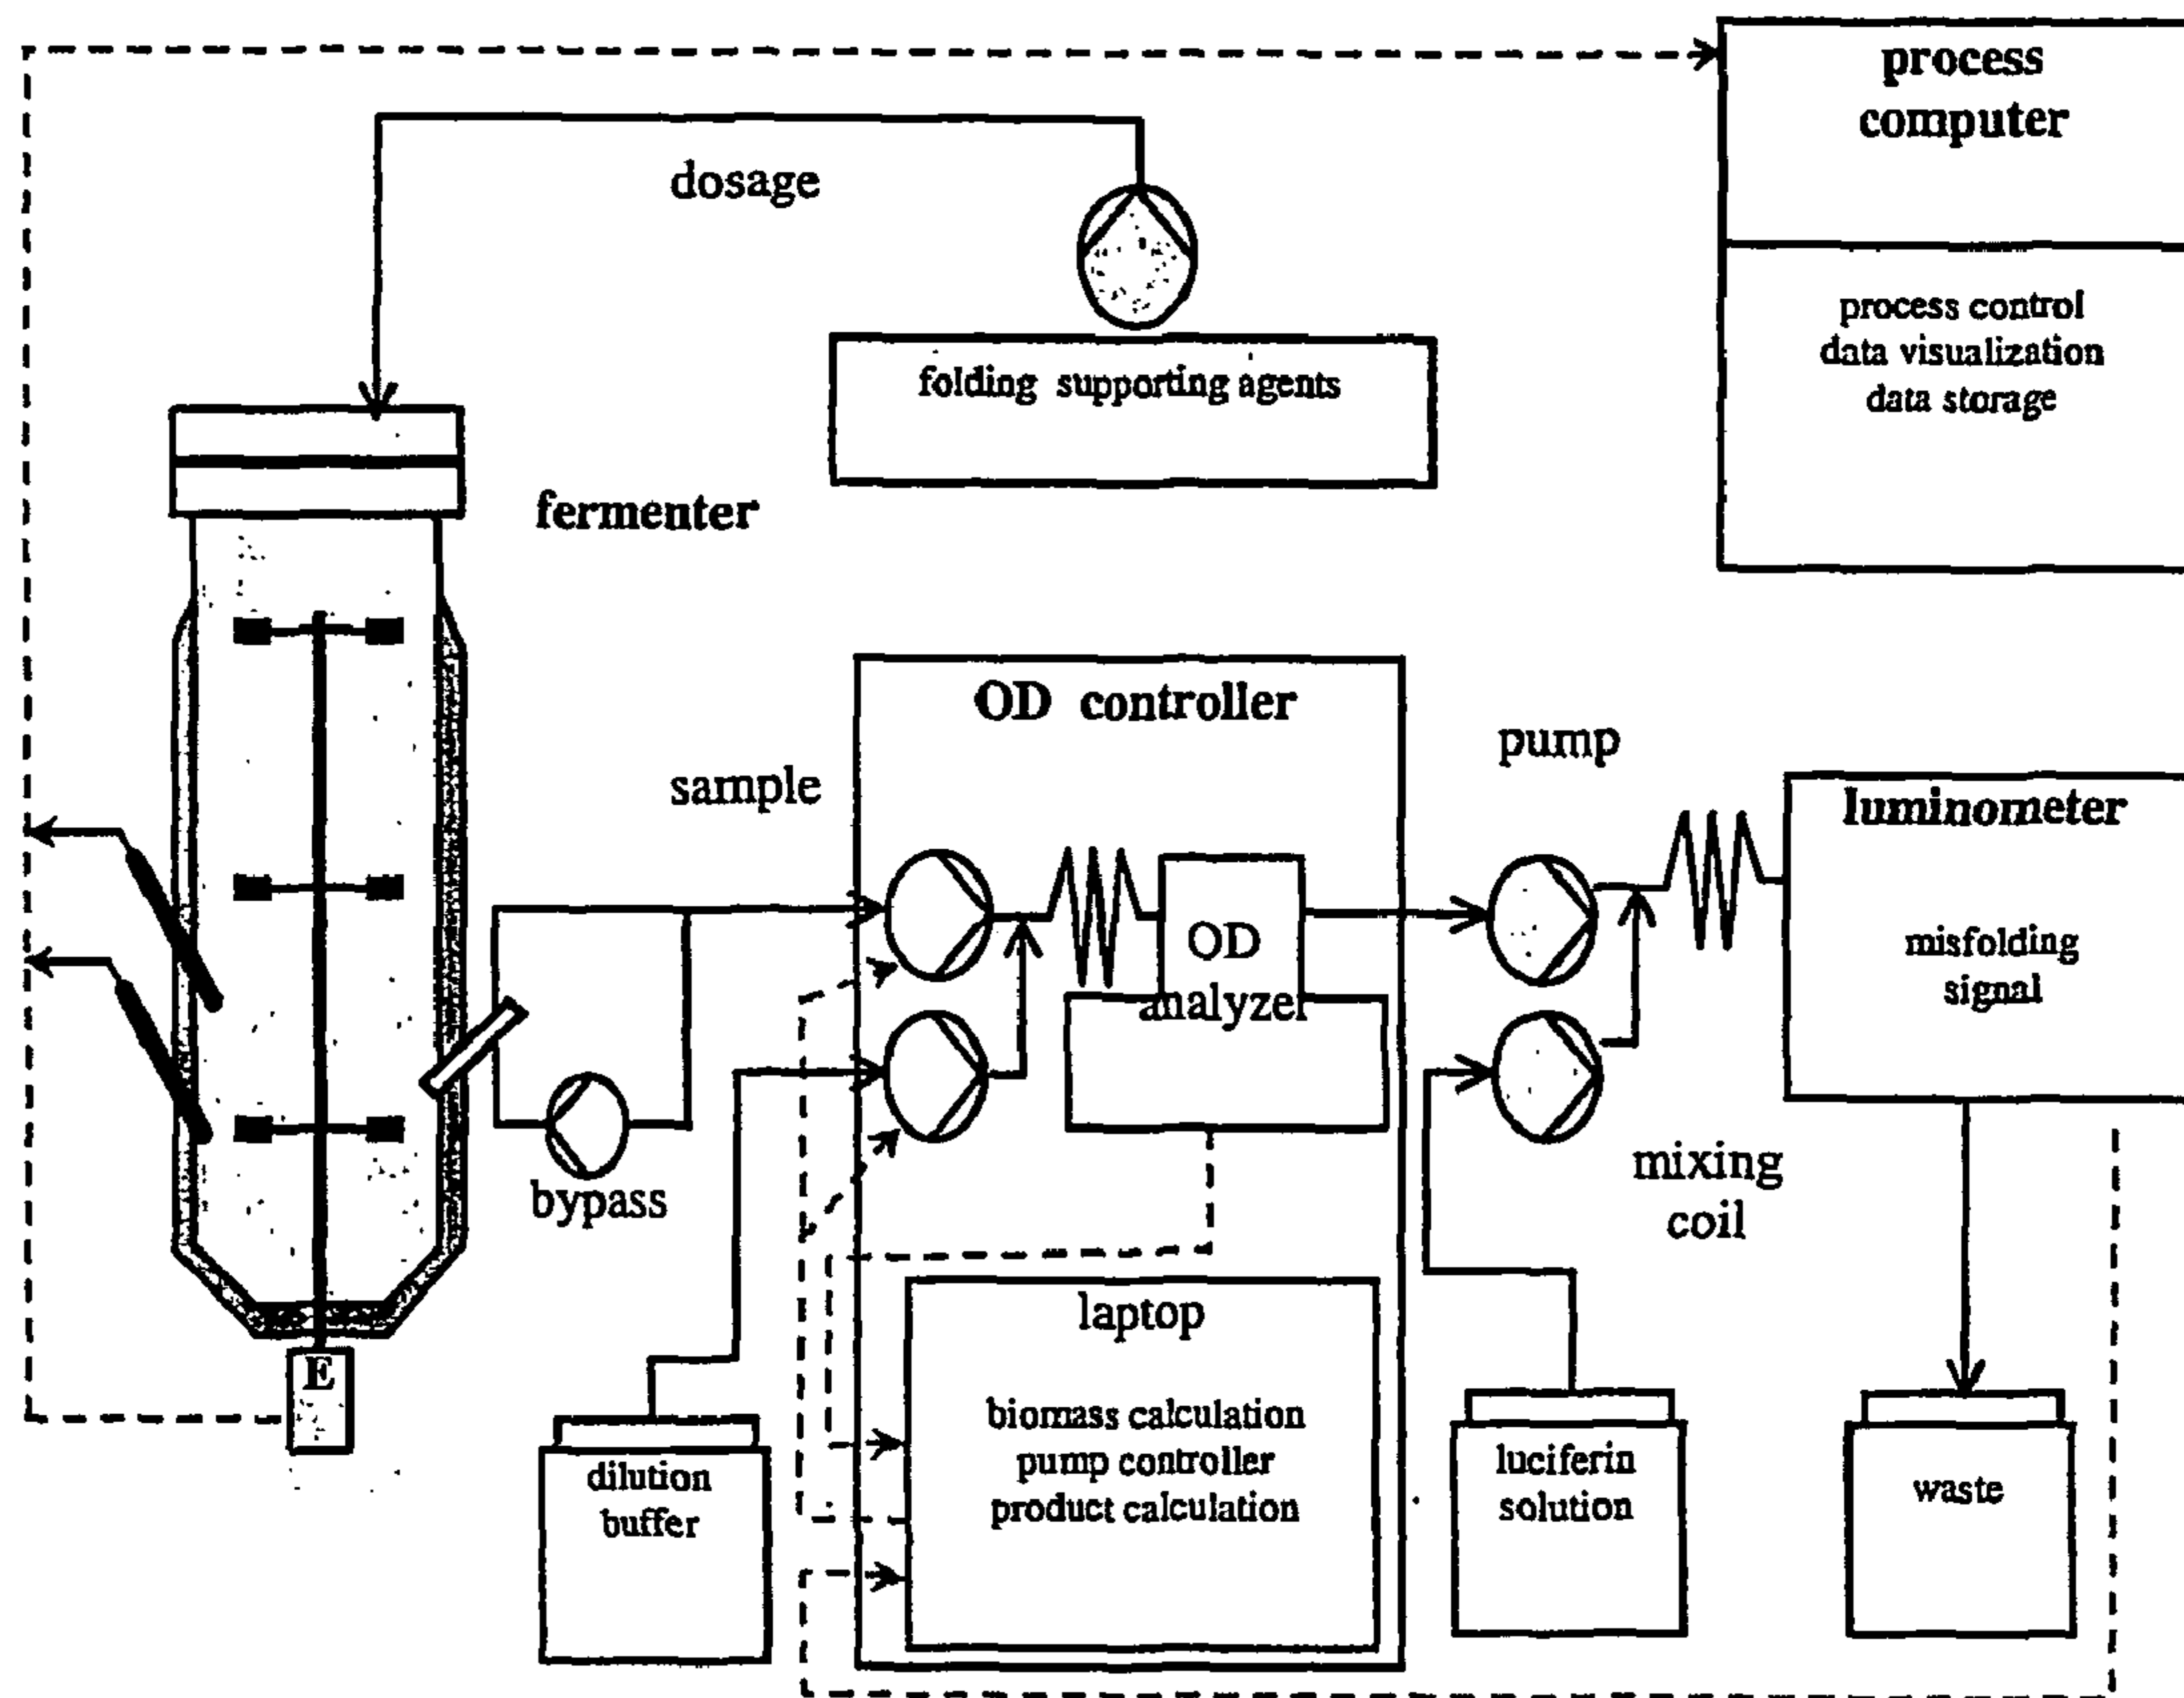 process
computer
process control
data visualization
data storage
dosage
folding supporting agents
fermenter
OD controller
sample
pump
luminometer
misfolding
signal
OD
analyzer
bypass
mixing
coil
laptop
biomass calculation
pump controller
product calculation
E
dilution
buffer
luciferin
solution
waste